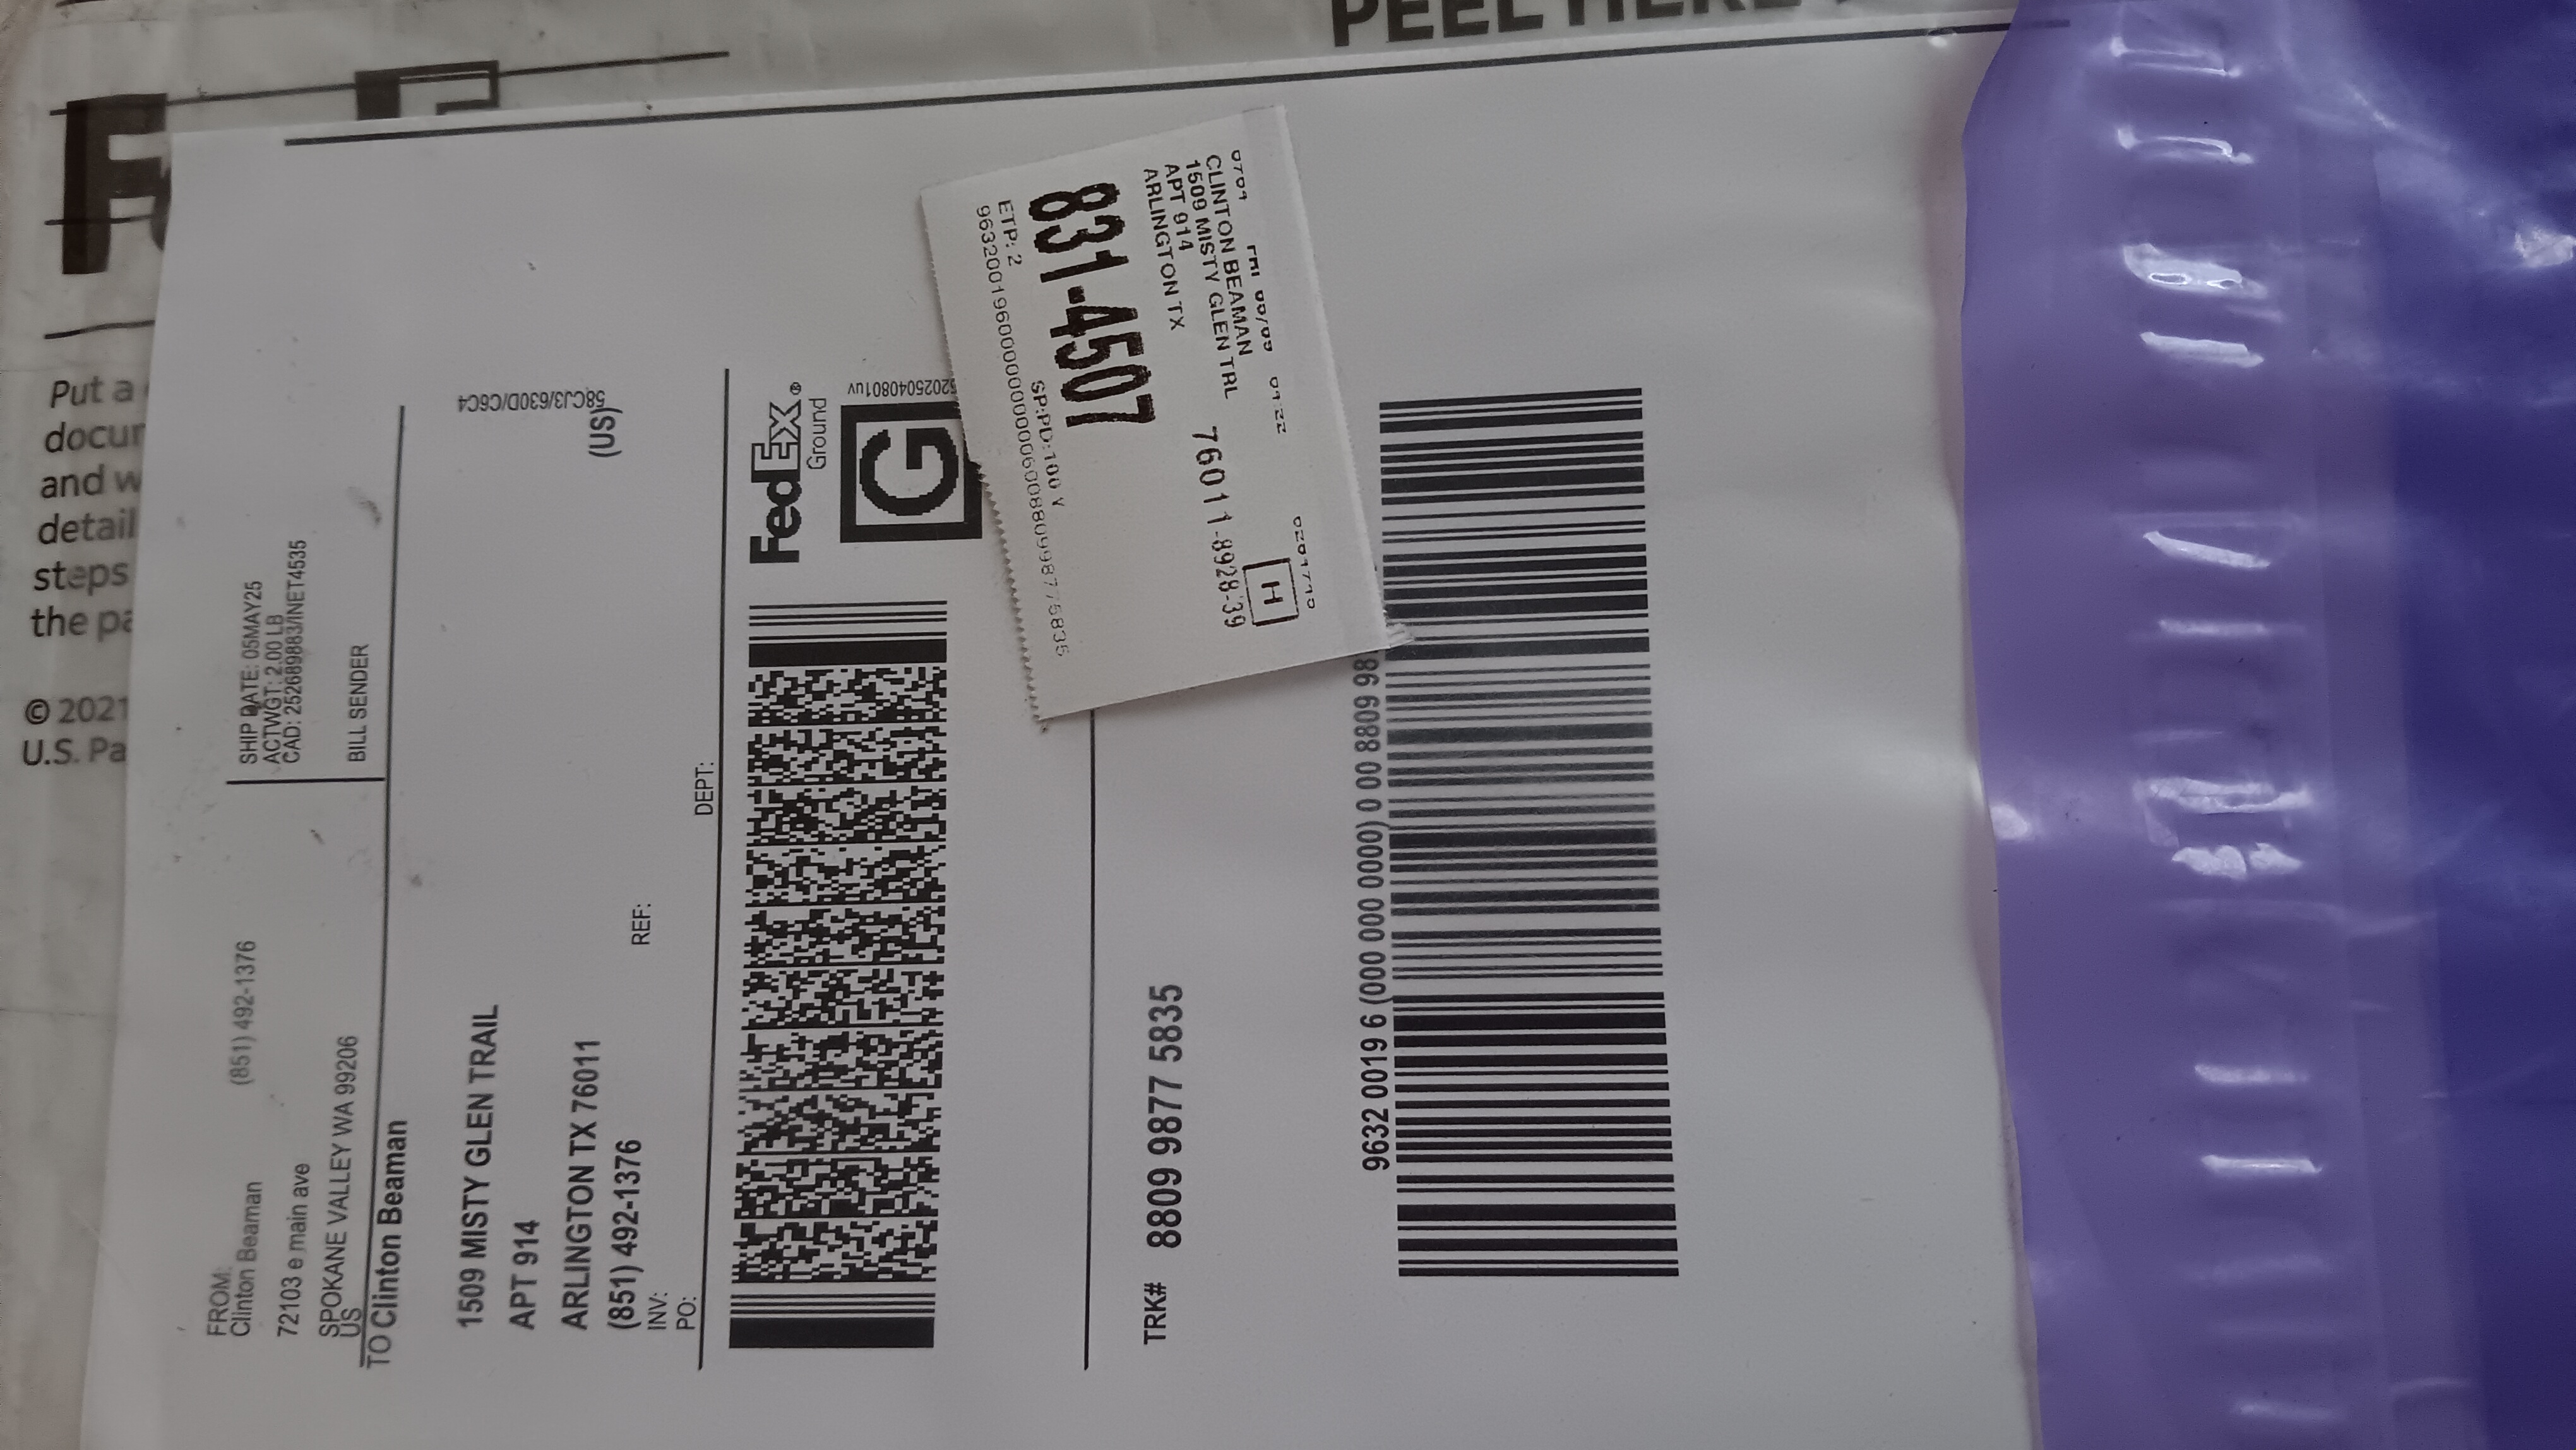 PEEL HERE
Put a
docur
and w
detail
steps
the pa
© 2021
U.S. Pa
FROM:
Clinton Beaman (851) 492-1376
72103 e main ave
SPOKANE VALLEY WA 99206
US
SHIP DATE: 05MAY25
ACTWGT: 2.00 LB
CAD: 252689883/INET4535
BILL SENDER
TO Clinton Beaman
1509 MISTY GLEN TRAIL
APT 914
ARLINGTON TX 76011
(851) 492-1376
(US)
REF:
INV:
PO:
DEPT:
58CJ3/630D/C6C4
FedEx®
Ground
G
52025040801uv
TRK# 8809 9877 5835
9632 0019 6 (000 000 0000) 0 00 8809 98
CLINTON BEAMAN
1509 MISTY GLEN TRL
APT 914
ARLINGTON TX
76011-8928-39
H
831-4507
ETP: 2
SP:PD:100 Y